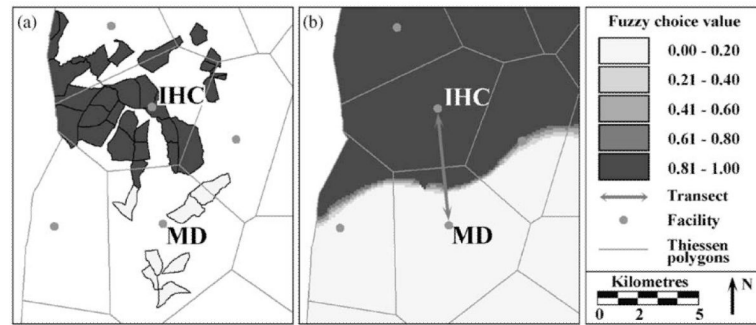 (a)
IHC
MD
(b)
IHC
MD
Fuzzy choice value
0.00 - 0.20
0.21 - 0.40
0.41 - 0.60
0.61 - 0.80
0.81 - 1.00
Transect
Facility
Thiessen
polygons
Kilometres
0 2 5
N